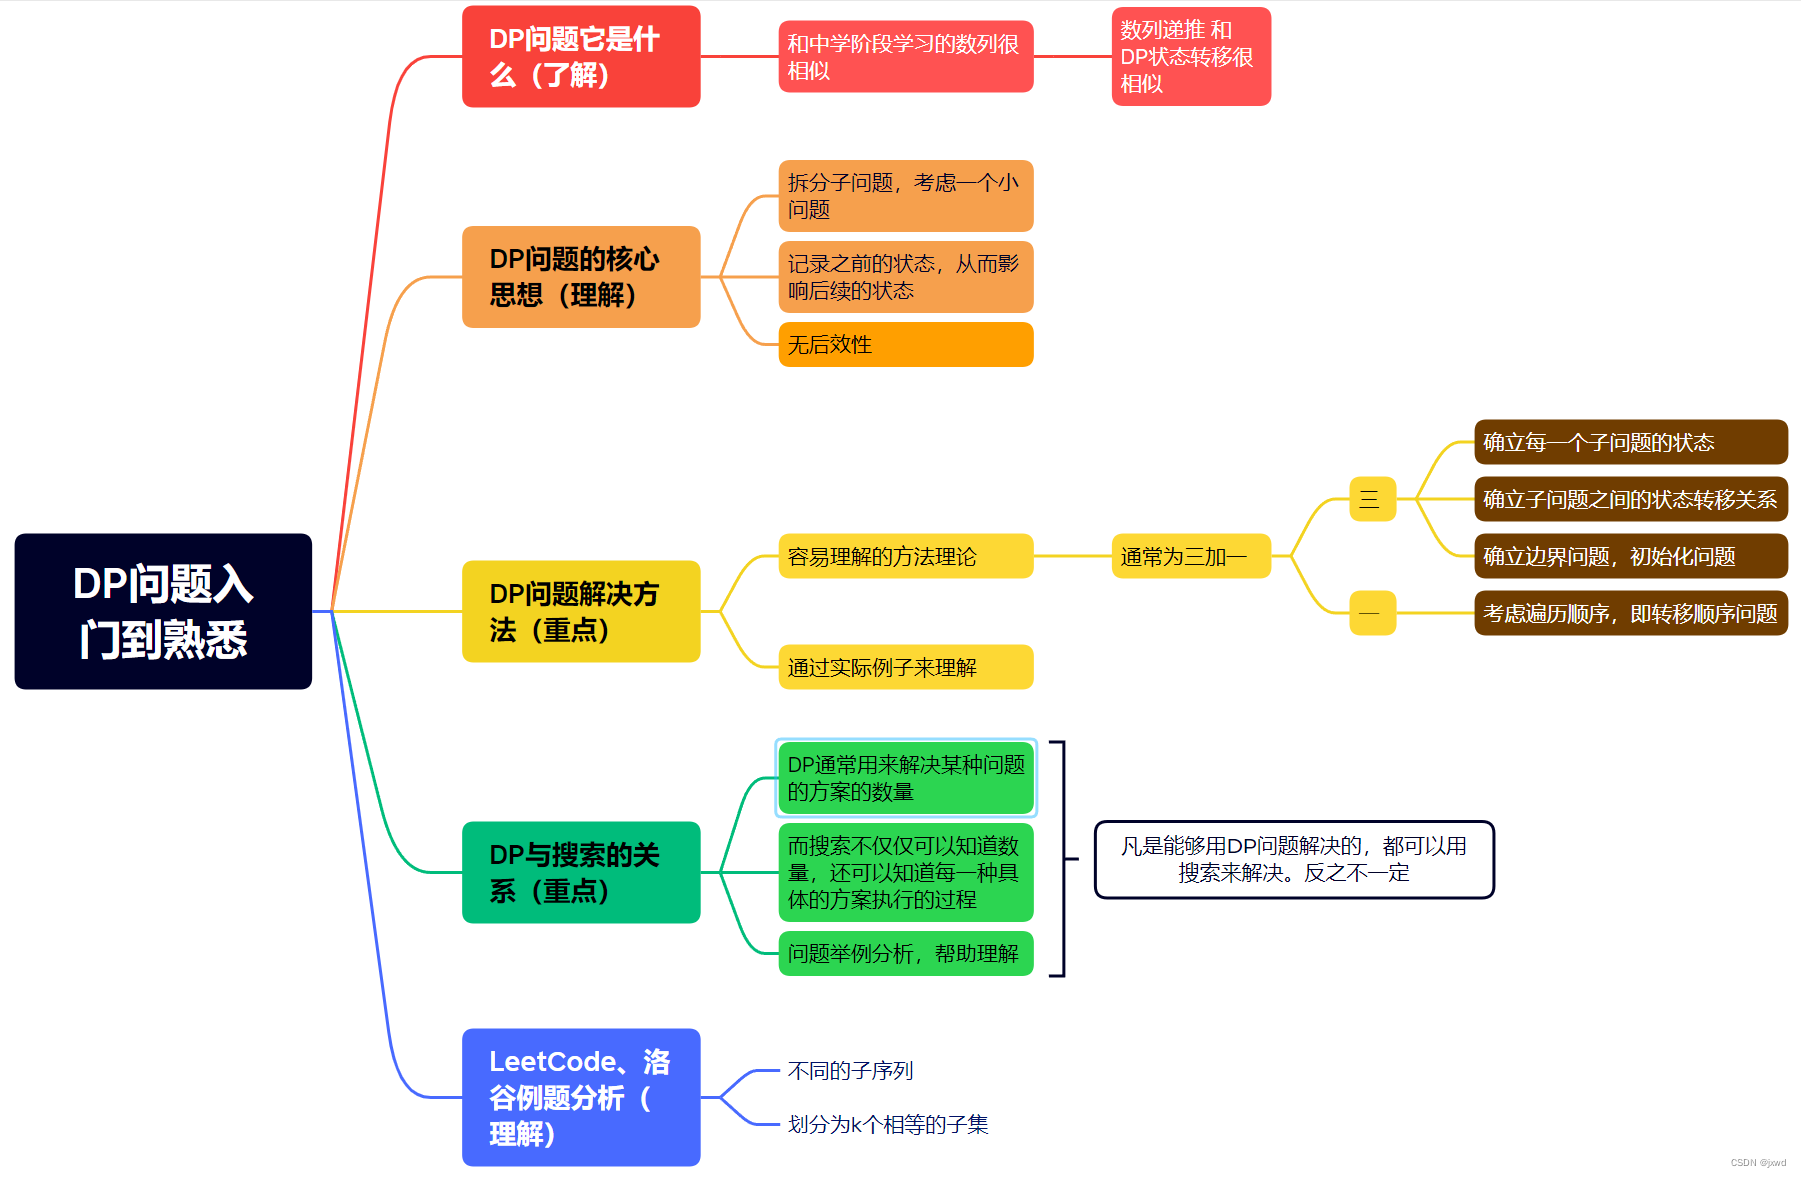 DP问题入
门到熟悉
DP问题它是什
么（了解）
和中学阶段学习的数列很
相似
数列递推 和
DP状态转移很
相似
DP问题的核心
思想（理解）
拆分子问题，考虑一个小
问题
记录之前的状态，从而影
响后续的状态
无后效性
DP问题解决方
法（重点）
容易理解的方法理论
通常为三加一
三
确立每一个子问题的状态
确立子问题之间的状态转移关系
确立边界问题，初始化问题
一
考虑遍历顺序，即转移顺序问题
通过实际例子来理解
DP与搜索的关
系（重点）
DP通常用来解决某种问题
的方案的数量
而搜索不仅仅可以知道数
量，还可以知道每一种具
体的方案执行的过程
问题举例分析，帮助理解
凡是能够用DP问题解决的，都可以用
搜索来解决。反之不一定
LeetCode、洛
谷例题分析（
理解）
不同的子序列
划分为k个相等的子集
CSDN @jxwd